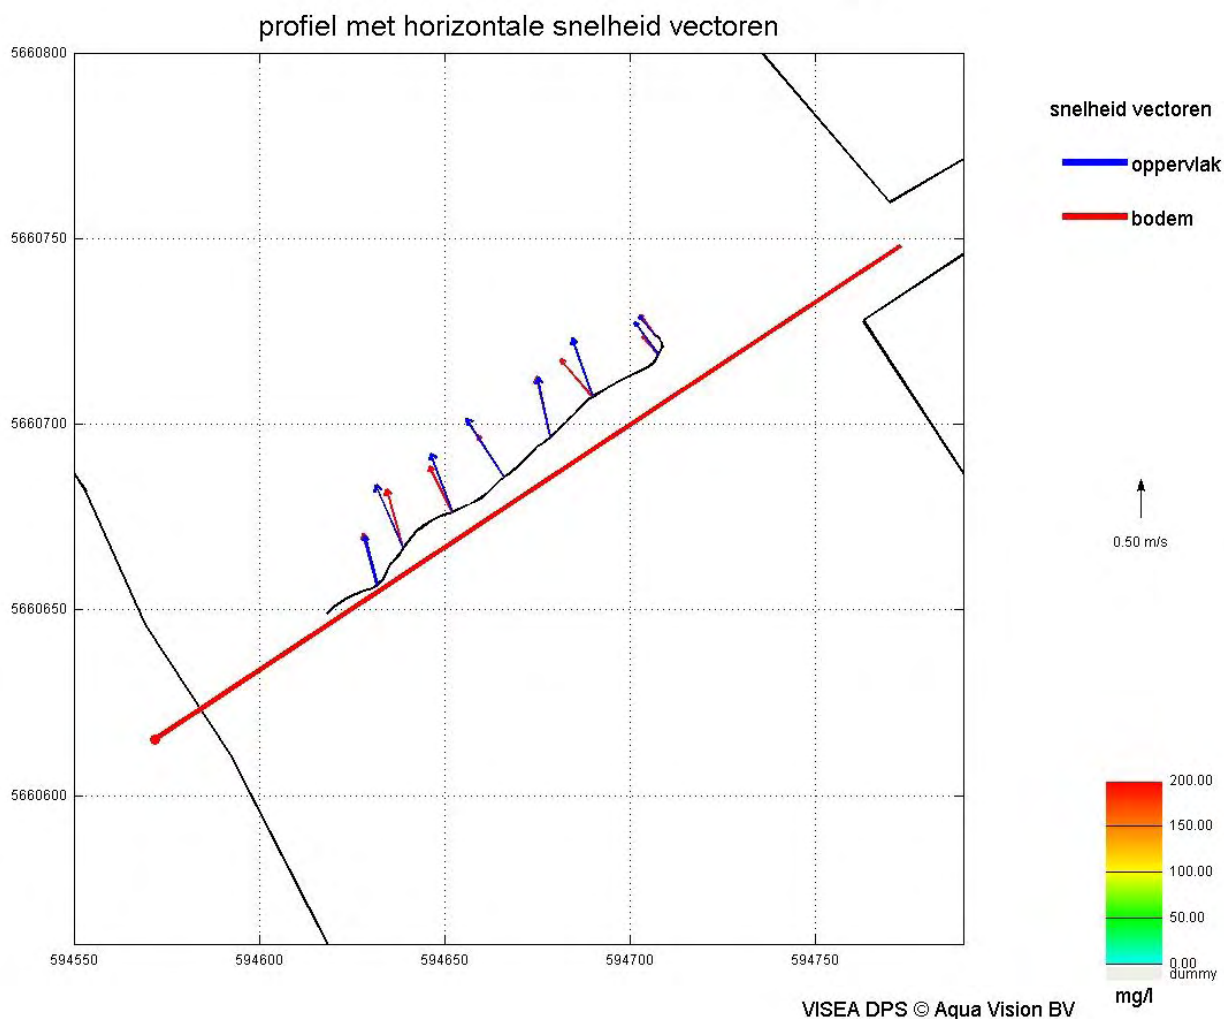 profiel met horizontale snelheid vectoren
5660800
snelheid vectoren
oppervlak
bodem
5660750
5660700
0.50 m/s
5660650
5660600
200.00
150.00
100.00
50.00
0.00
dummy
mg/l
594550 594600 594650 594700 594750
VISEA DPS © Aqua Vision BV